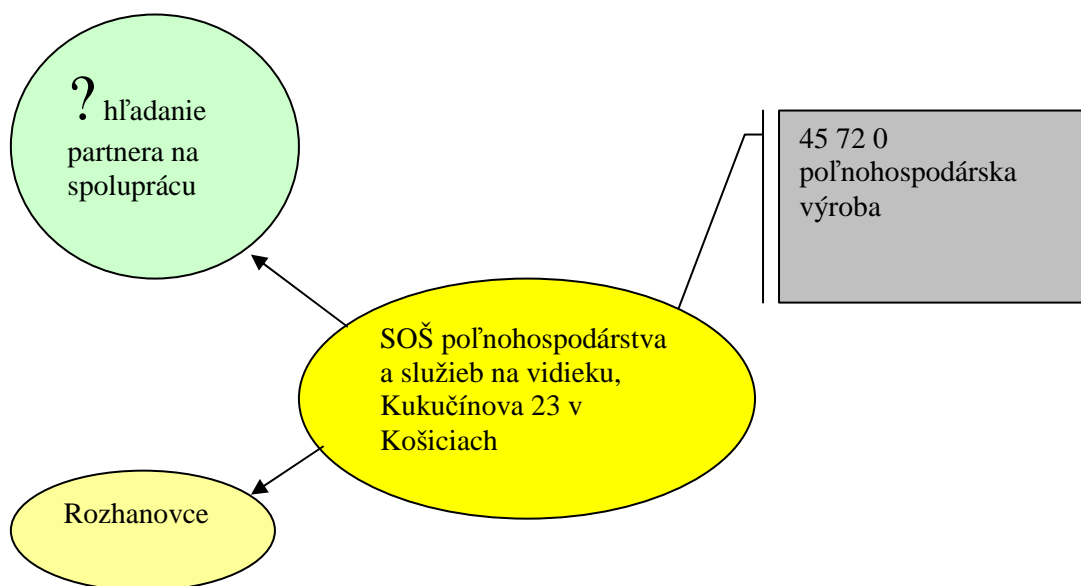 ? hľadanie
partnera na
spoluprácu
45 72 0
poľnohospodárska
výroba
SOŠ poľnohospodárstva
a služieb na vidieku,
Kukučínova 23 v
Košiciach
Rozhanovce